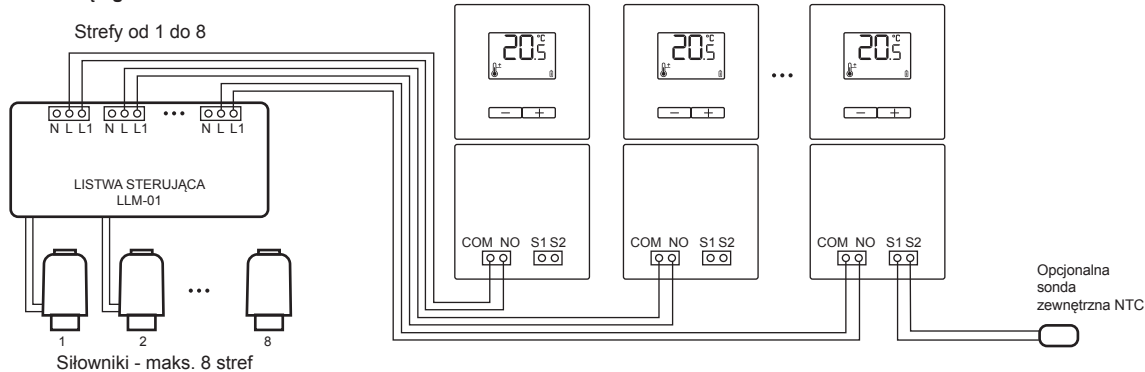 Strefy od 1 do 8
20.5 °C
20.5 °C
...
20.5 °C
N L L1 N L L1 ... N L L1
LISTWA STERUJĄCA
LLM-01
COM NO S1 S2
COM NO S1 S2
COM NO S1 S2
Opcjonalna
sonda
zewnętrzna NTC
...
1 2 8
Siłowniki - maks. 8 stref